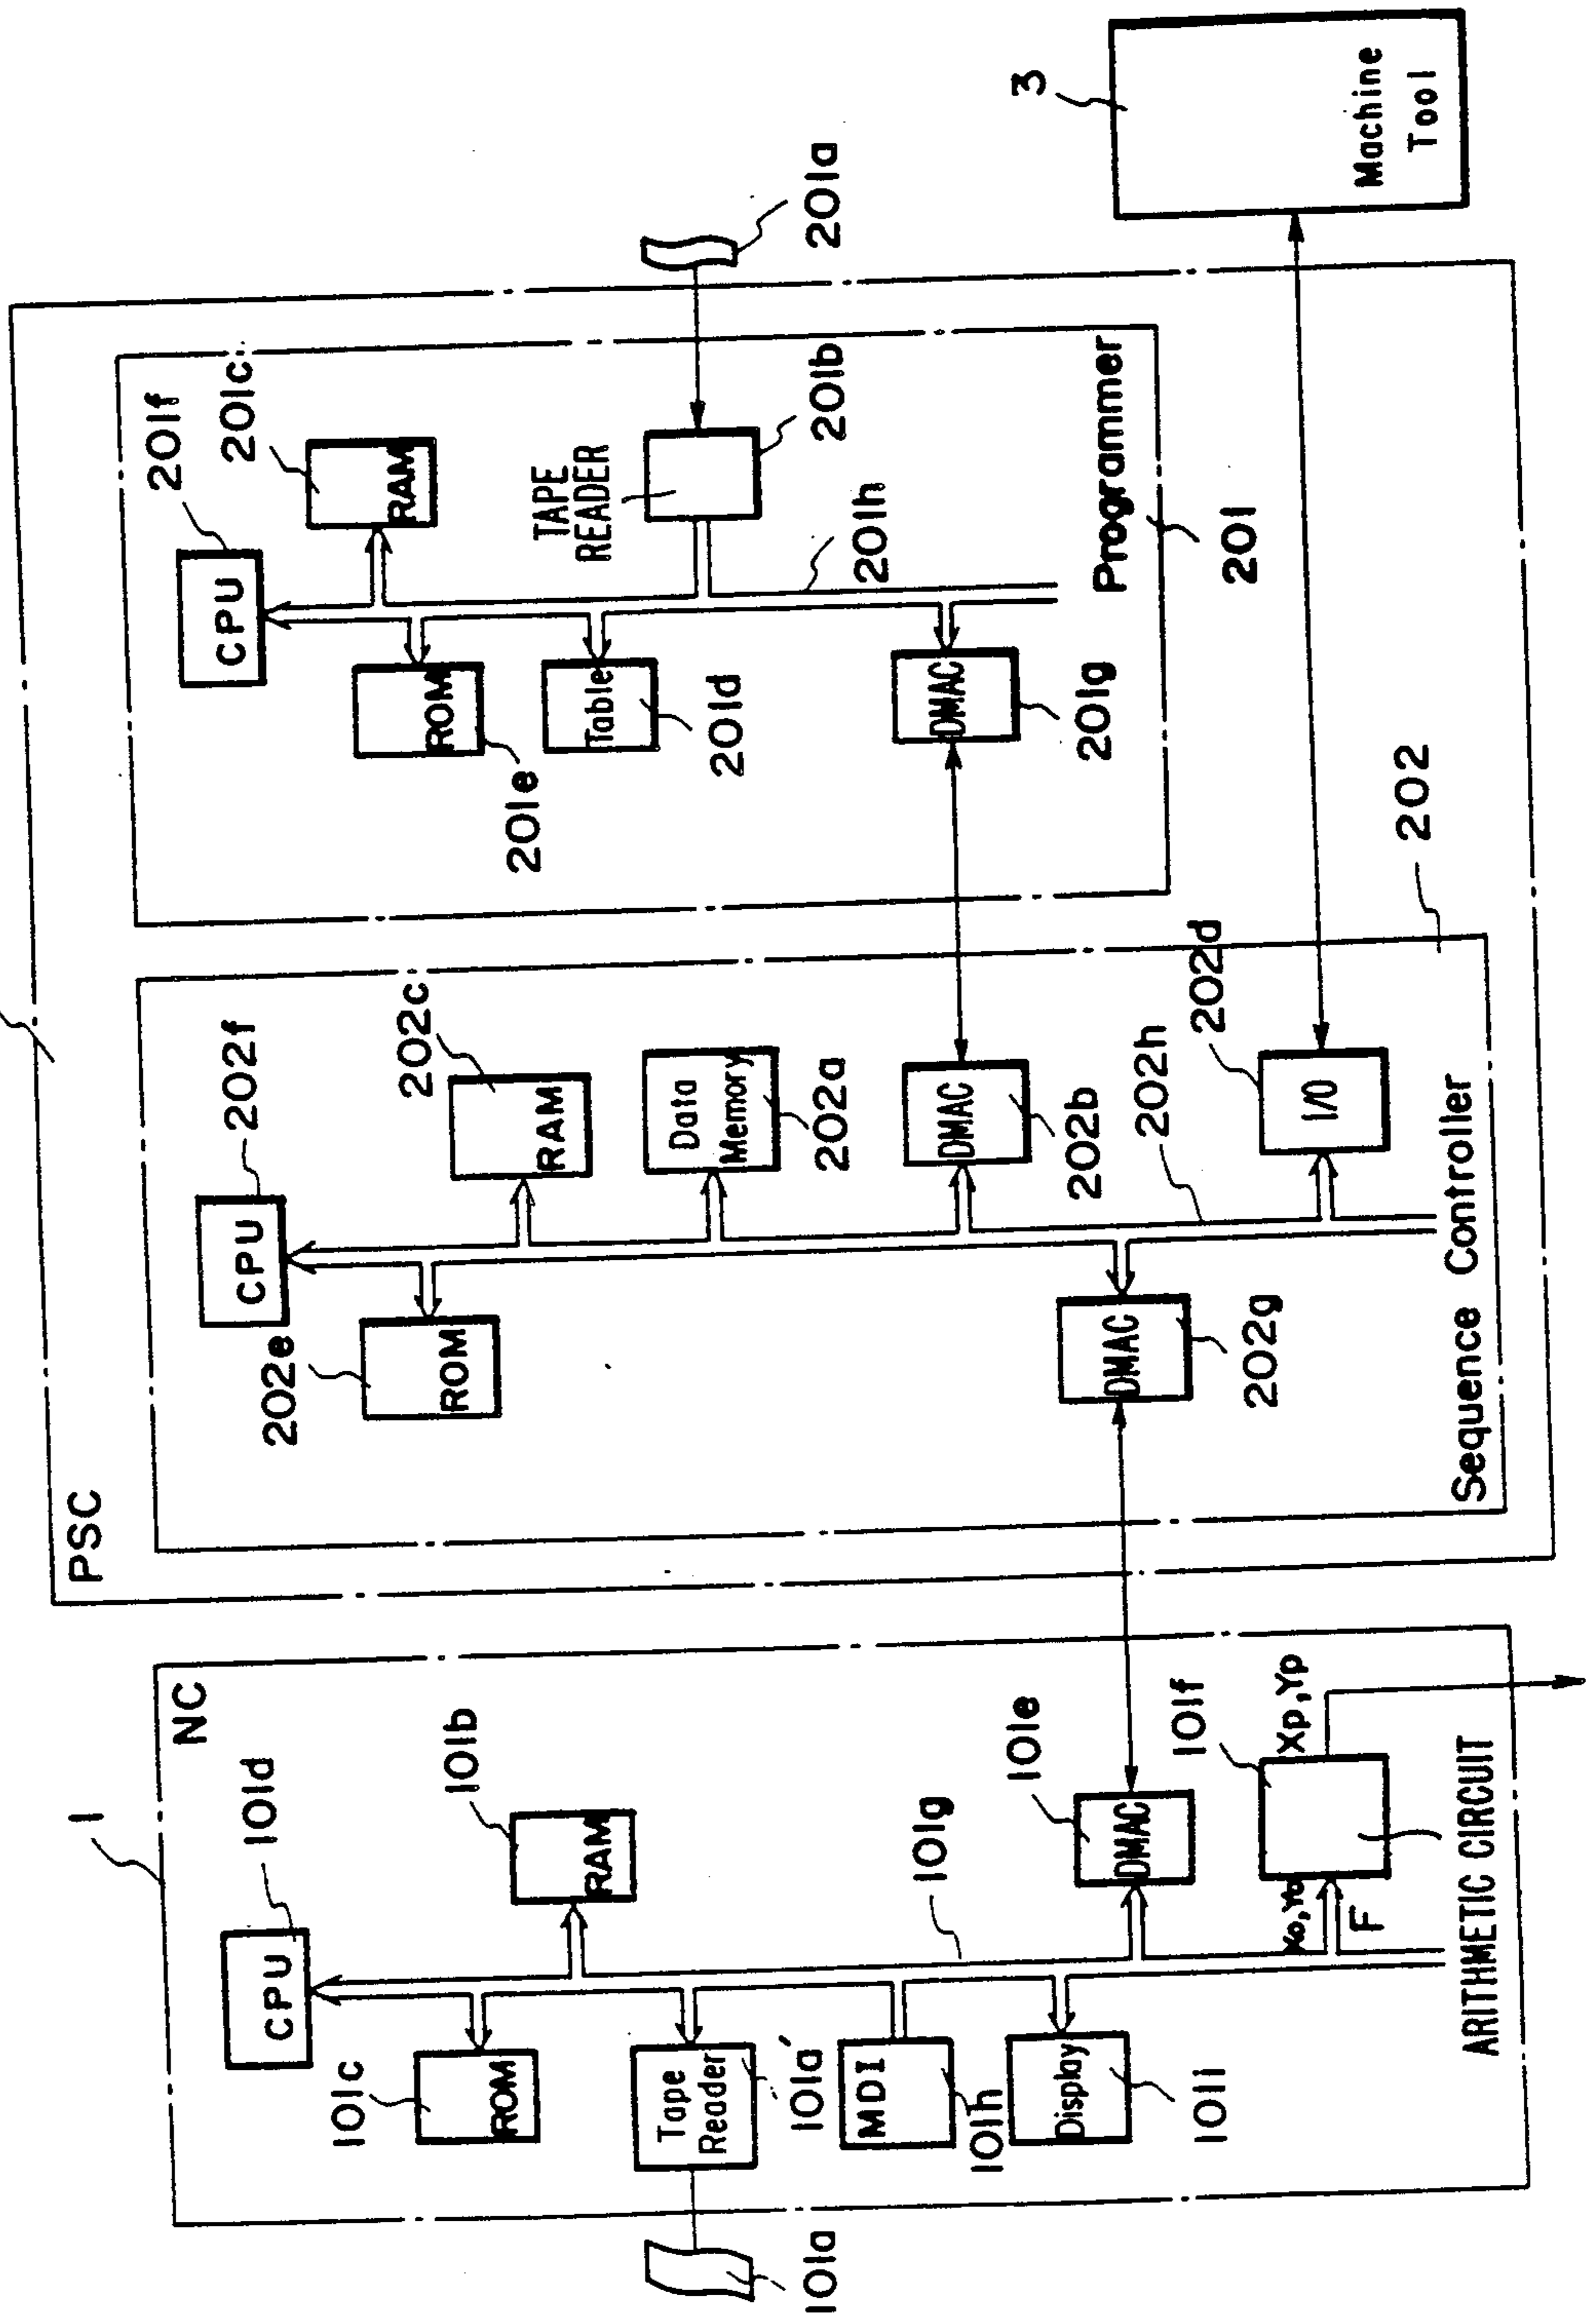 1
NC
CPU
101d
101c
ROM
101b
RAM
101a
Tape
Reader
101a'
MDI
101h
Display
101i
101g
101e
DMAC
101f
Xo,Yo
F
Xp,Yp
ARITHMETIC CIRCUIT
PSC
CPU
202f
202e
ROM
202c
RAM
Data
Memory
202a
DMAC
202b
202h
DMAC
202g
202d
I/O
Sequence Controller
202
CPU
201f
201c
RAM
ROM
201e
Table
201d
TAPE
READER
201b
201a
201h
DMAC
201g
Programmer
201
3
Machine
Tool